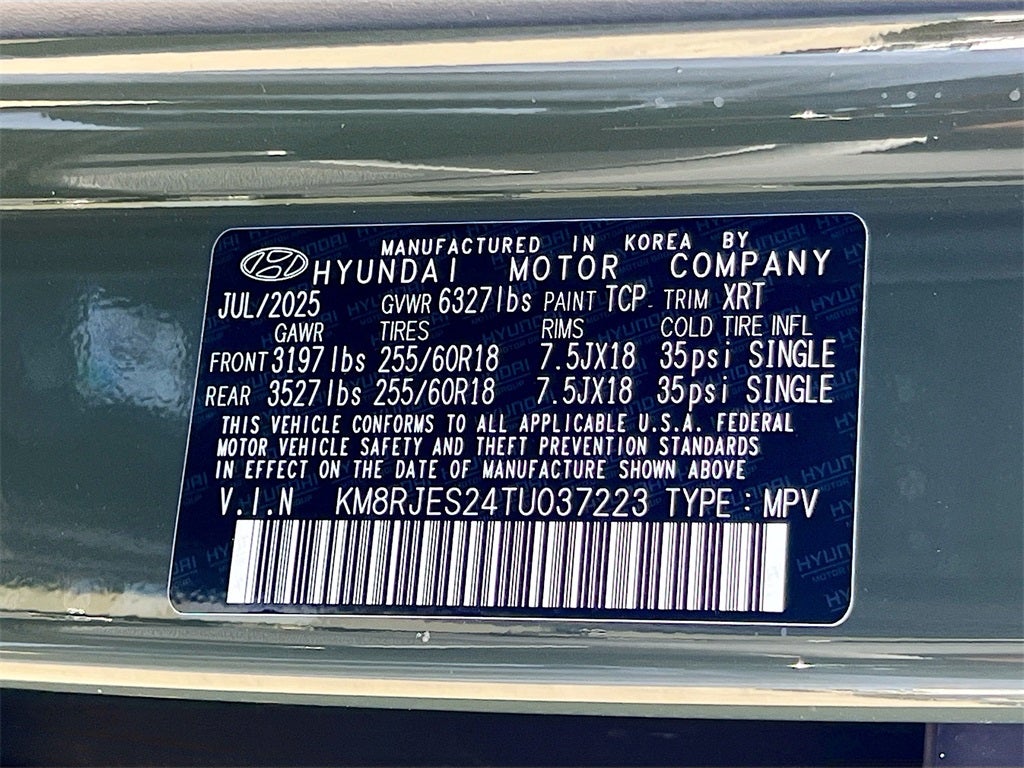 MANUFACTURED IN KOREA BY
HYUNDAI MOTOR COMPANY
JUL/2025 GVWR 6327lbs PAINT TCP TRIM XRT
GAWR TIRES RIMS COLD TIRE INFL
FRONT 3197lbs 255/60R18 7.5JX18 35psi SINGLE
REAR 3527lbs 255/60R18 7.5JX18 35psi SINGLE
THIS VEHICLE CONFORMS TO ALL APPLICABLE U.S.A. FEDERAL
MOTOR VEHICLE SAFETY AND THEFT PREVENTION STANDARDS
IN EFFECT ON THE DATE OF MANUFACTURE SHOWN ABOVE
V.I.N KM8RJES24TU037223 TYPE : MPV